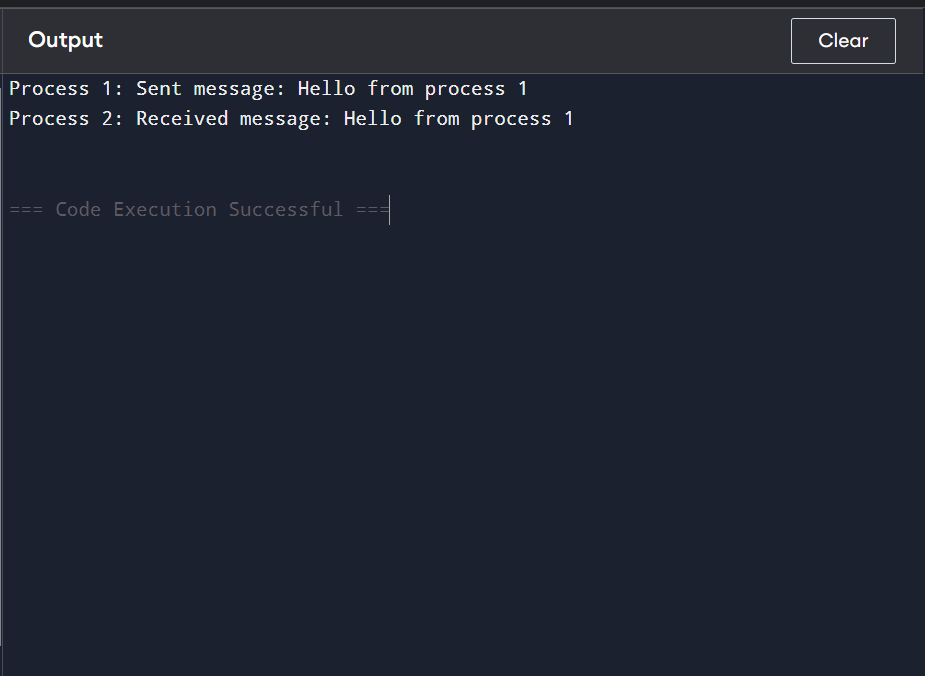 Output
Clear
Process 1: Sent message: Hello from process 1
Process 2: Received message: Hello from process 1
=== Code Execution Successful ===